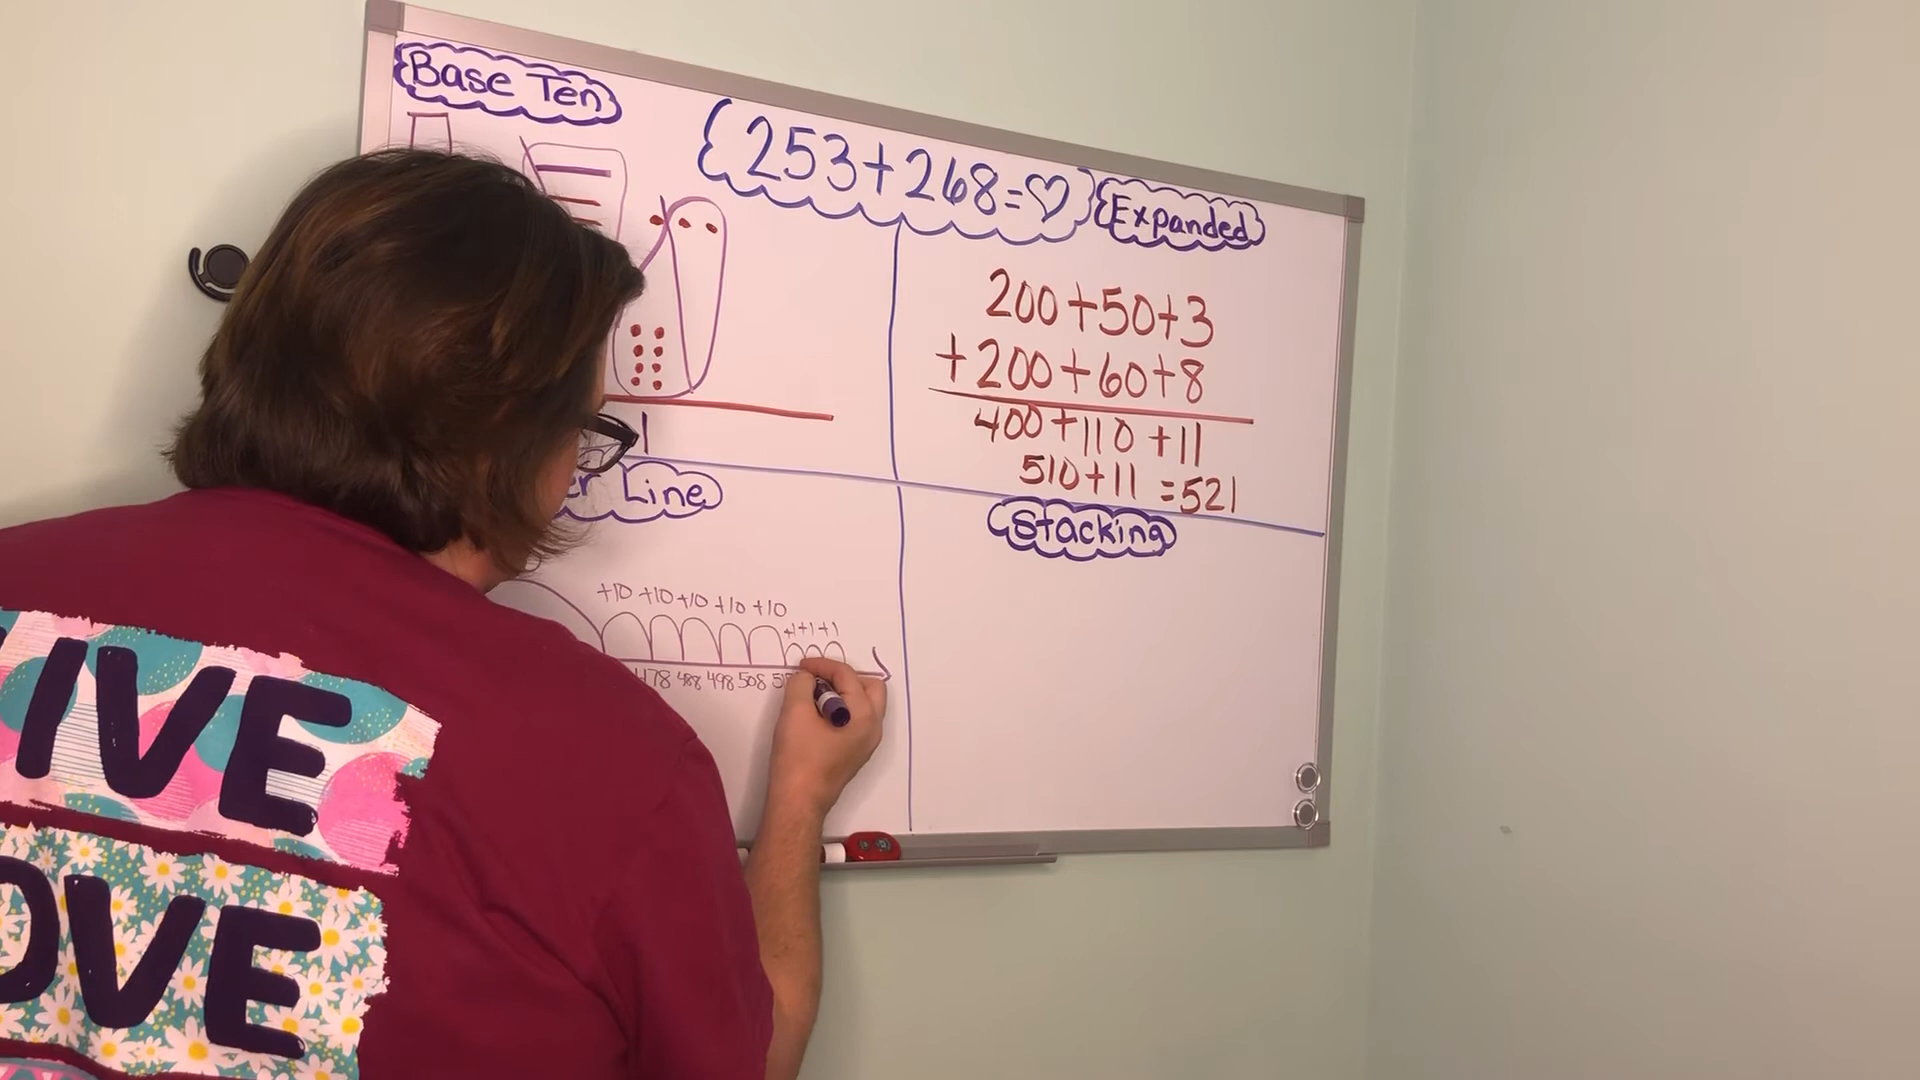 Base Ten
253+268=♡
Expanded
200+50+3
+200+60+8
400+110+11
510+11 =521
1
Line
Stacking
+10 +10 +10 +10 +10
+1+1+1
478 488 498 508
IVE
OVE